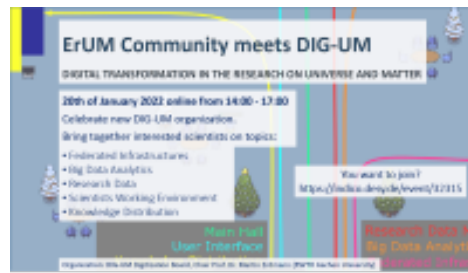 ErUM Community meets DIG-UM
DIGITAL TRANSFORMATION IN THE RESEARCH ON UNIVERSE AND MATTER
20th of January 2022 online from 14:00 - 17:00
Celebrate new DIG-UM organization.
Bring together interested scientists on topics:
• Federated Infrastructures
• Big Data Analytics
• Research Data
• Scientists Working Environment
• Knowledge Distribution
You want to join?
https://indico.desy.de/event/32315
Main Hall
User Interface
Research Data
Big Data Analyt